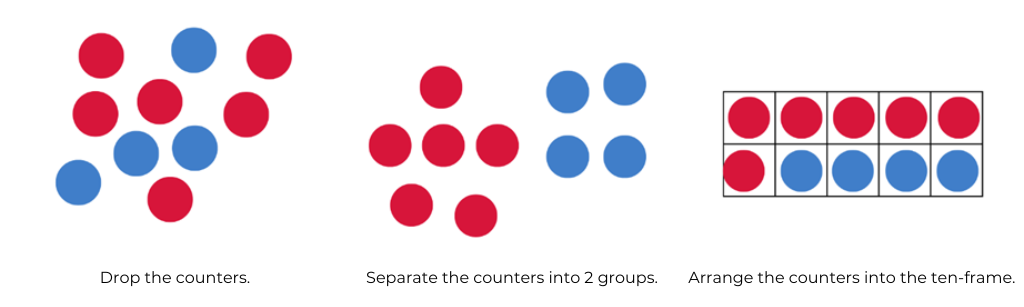 Drop the counters.
Separate the counters into 2 groups.
Arrange the counters into the ten-frame.